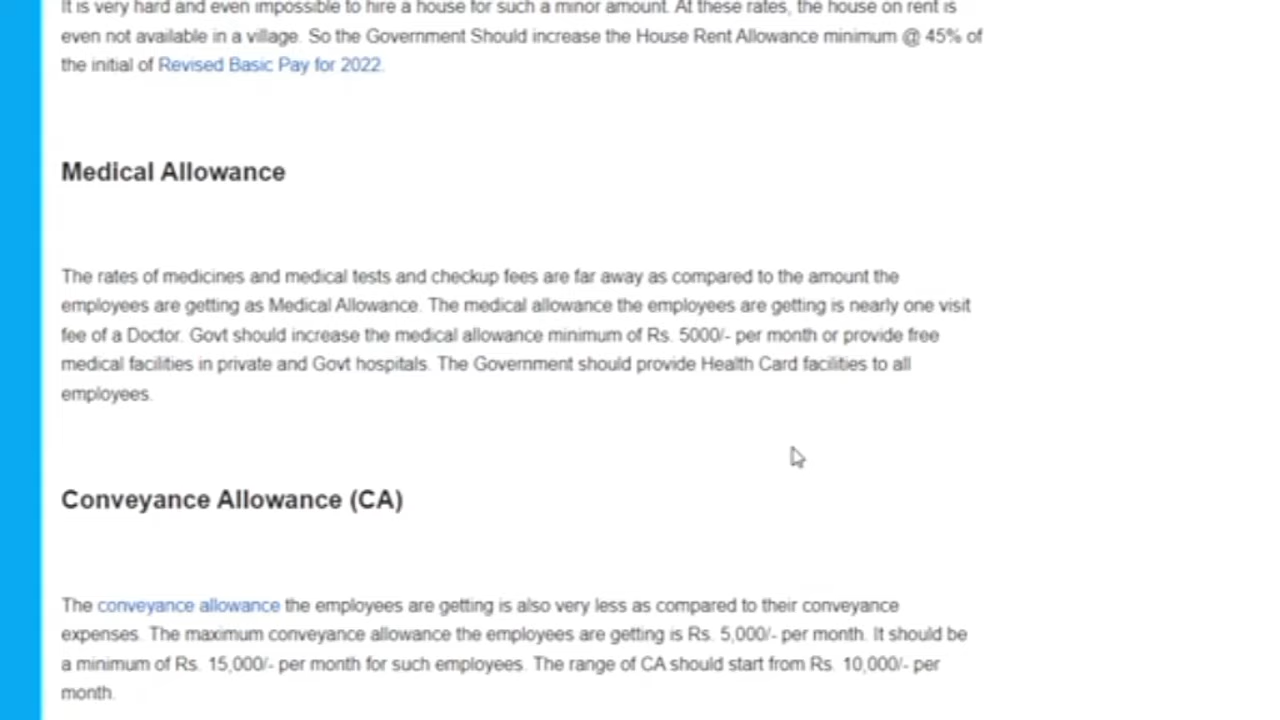 It is very hard and even impossible to hire a house for such a minor amount. At these rates, the house on rent is
even not available in a village. So the Government Should increase the House Rent Allowance minimum @ 45% of
the initial of Revised Basic Pay for 2022.
Medical Allowance
The rates of medicines and medical tests and checkup fees are far away as compared to the amount the
employees are getting as Medical Allowance. The medical allowance the employees are getting is nearly one visit
fee of a Doctor. Govt should increase the medical allowance minimum of Rs. 5000/- per month or provide free
medical facilities in private and Govt hospitals. The Government should provide Health Card facilities to all
employees.
Conveyance Allowance (CA)
The conveyance allowance the employees are getting is also very less as compared to their conveyance
expenses. The maximum conveyance allowance the employees are getting is Rs. 5,000/- per month. It should be
a minimum of Rs. 15,000/- per month for such employees. The range of CA should start from Rs. 10,000/- per
month.